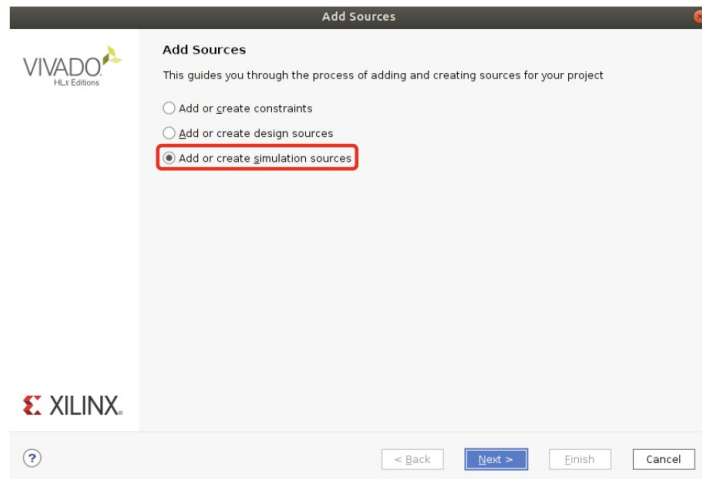 Add Sources
VIVADO
HLx Editions
Add Sources
This guides you through the process of adding and creating sources for your project
Add or create constraints
Add or create design sources
Add or create simulation sources
XILINX.
?
< Back
Next >
Finish
Cancel